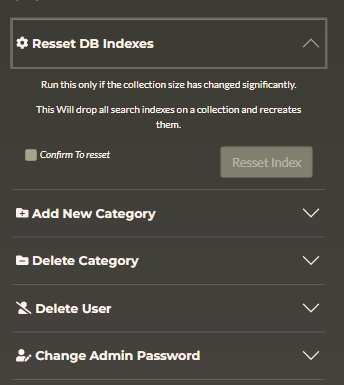 Resset DB Indexes
Run this only if the collection size has changed significantly.
This Will drop all search indexes on a collection and recreates
them.
Confirm To resset
Resset Index
Add New Category
Delete Category
Delete User
Change Admin Password